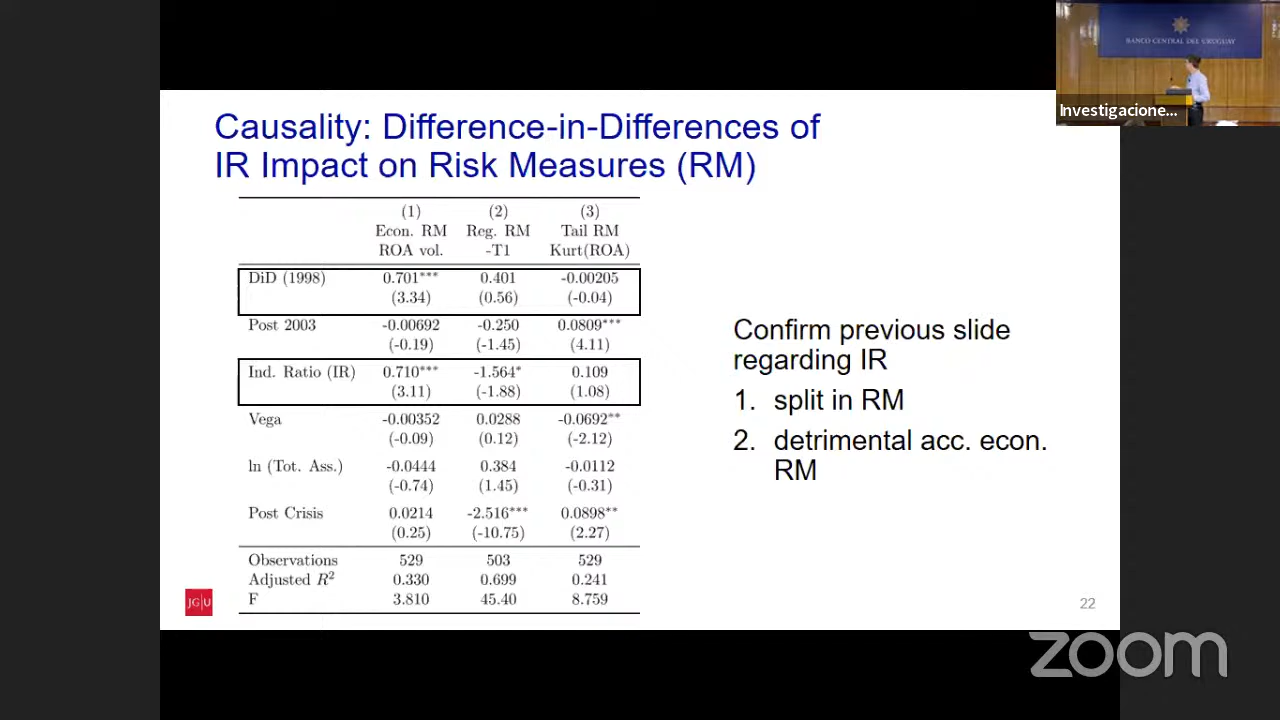 BANCO CENTRAL DEL URUGUAY
Investigacione...
Causality: Difference-in-Differences of
IR Impact on Risk Measures (RM)
(1) (2) (3)
Econ. RM Reg. RM Tail RM
ROA vol. -T1 Kurt(ROA)
DiD (1998) 0.701*** 0.401 -0.00205
(3.34) (0.56) (-0.04)
Post 2003 -0.00692 -0.250 0.0809***
(-0.19) (-1.45) (4.11)
Ind. Ratio (IR) 0.710*** -1.564* 0.109
(3.11) (-1.88) (1.08)
Vega -0.00352 0.0288 -0.0692**
(-0.09) (0.12) (-2.12)
ln (Tot. Ass.) -0.0444 0.384 -0.0112
(-0.74) (1.45) (-0.31)
Post Crisis 0.0214 -2.516*** 0.0898**
(0.25) (-10.75) (2.27)
Observations 529 503 529
Adjusted R² 0.330 0.699 0.241
F 3.810 45.40 8.759
Confirm previous slide
regarding IR
1. split in RM
2. detrimental acc. econ.
RM
JG|U
22
zoom